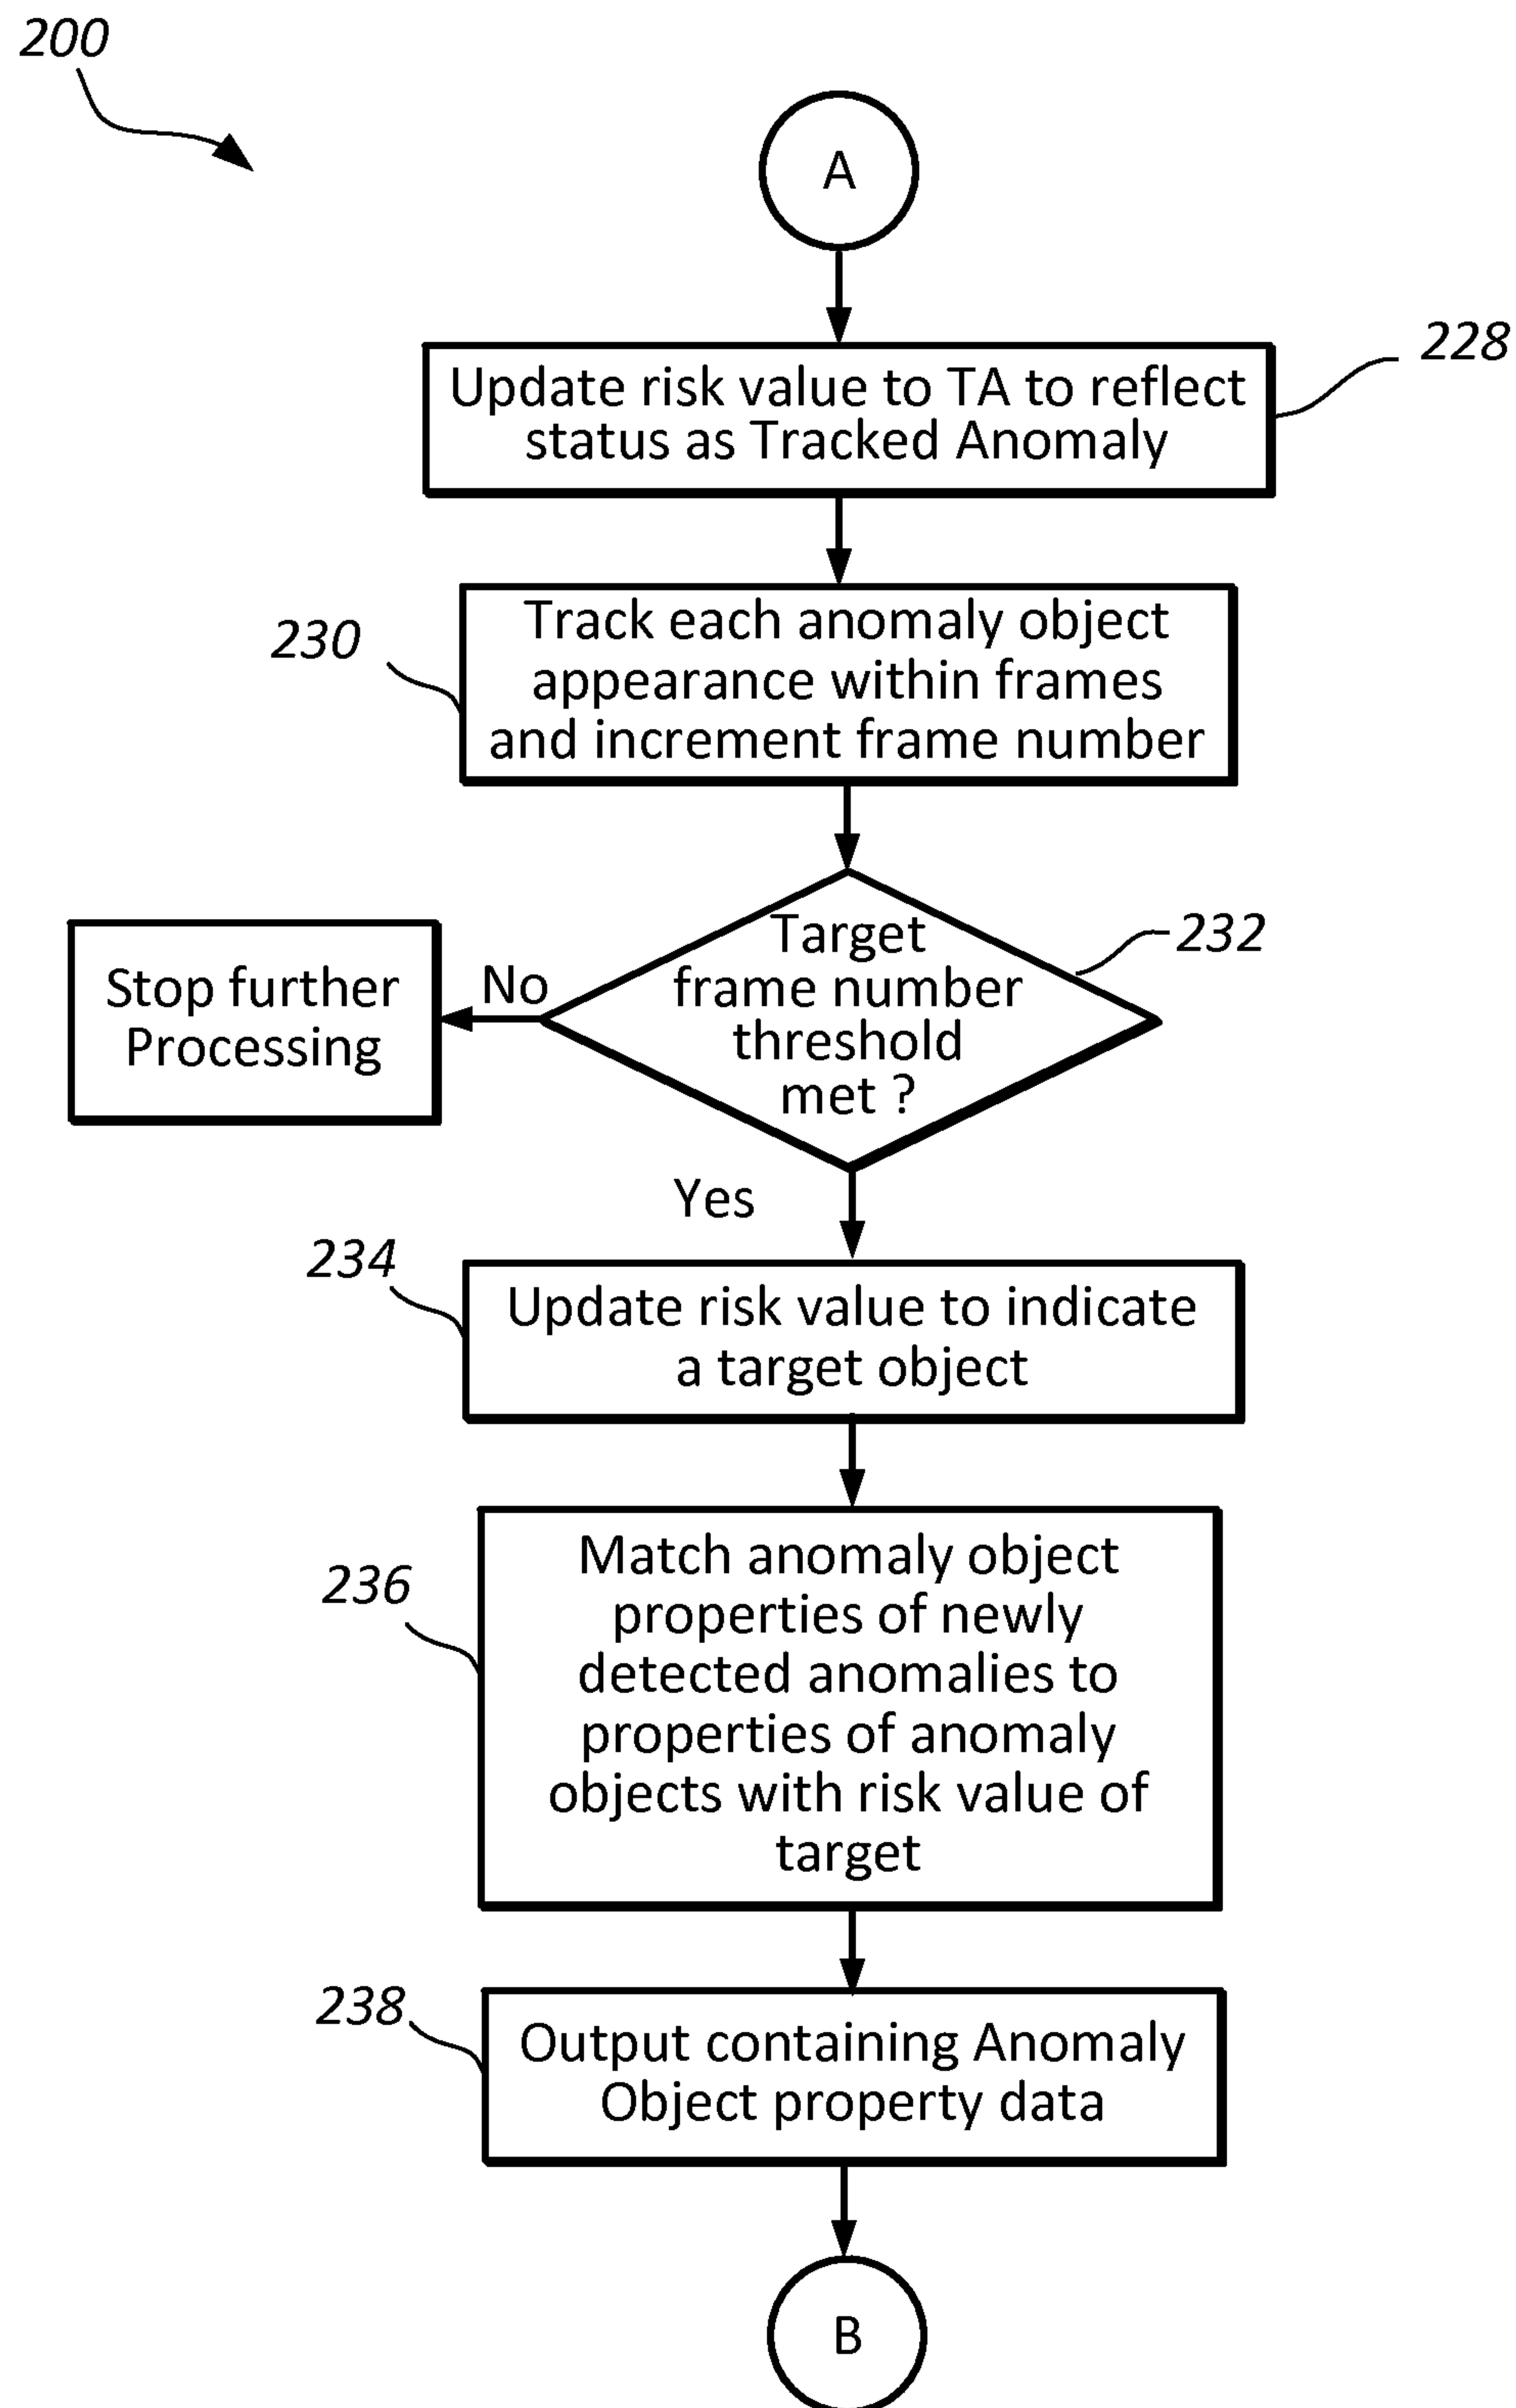 200
A
Update risk value to TA to reflect
status as Tracked Anomaly
228
230
Track each anomaly object
appearance within frames
and increment frame number
Target
frame number
threshold
met ?
232
No
Stop further
Processing
Yes
234
Update risk value to indicate
a target object
236
Match anomaly object
properties of newly
detected anomalies to
properties of anomaly
objects with risk value of
target
238
Output containing Anomaly
Object property data
B